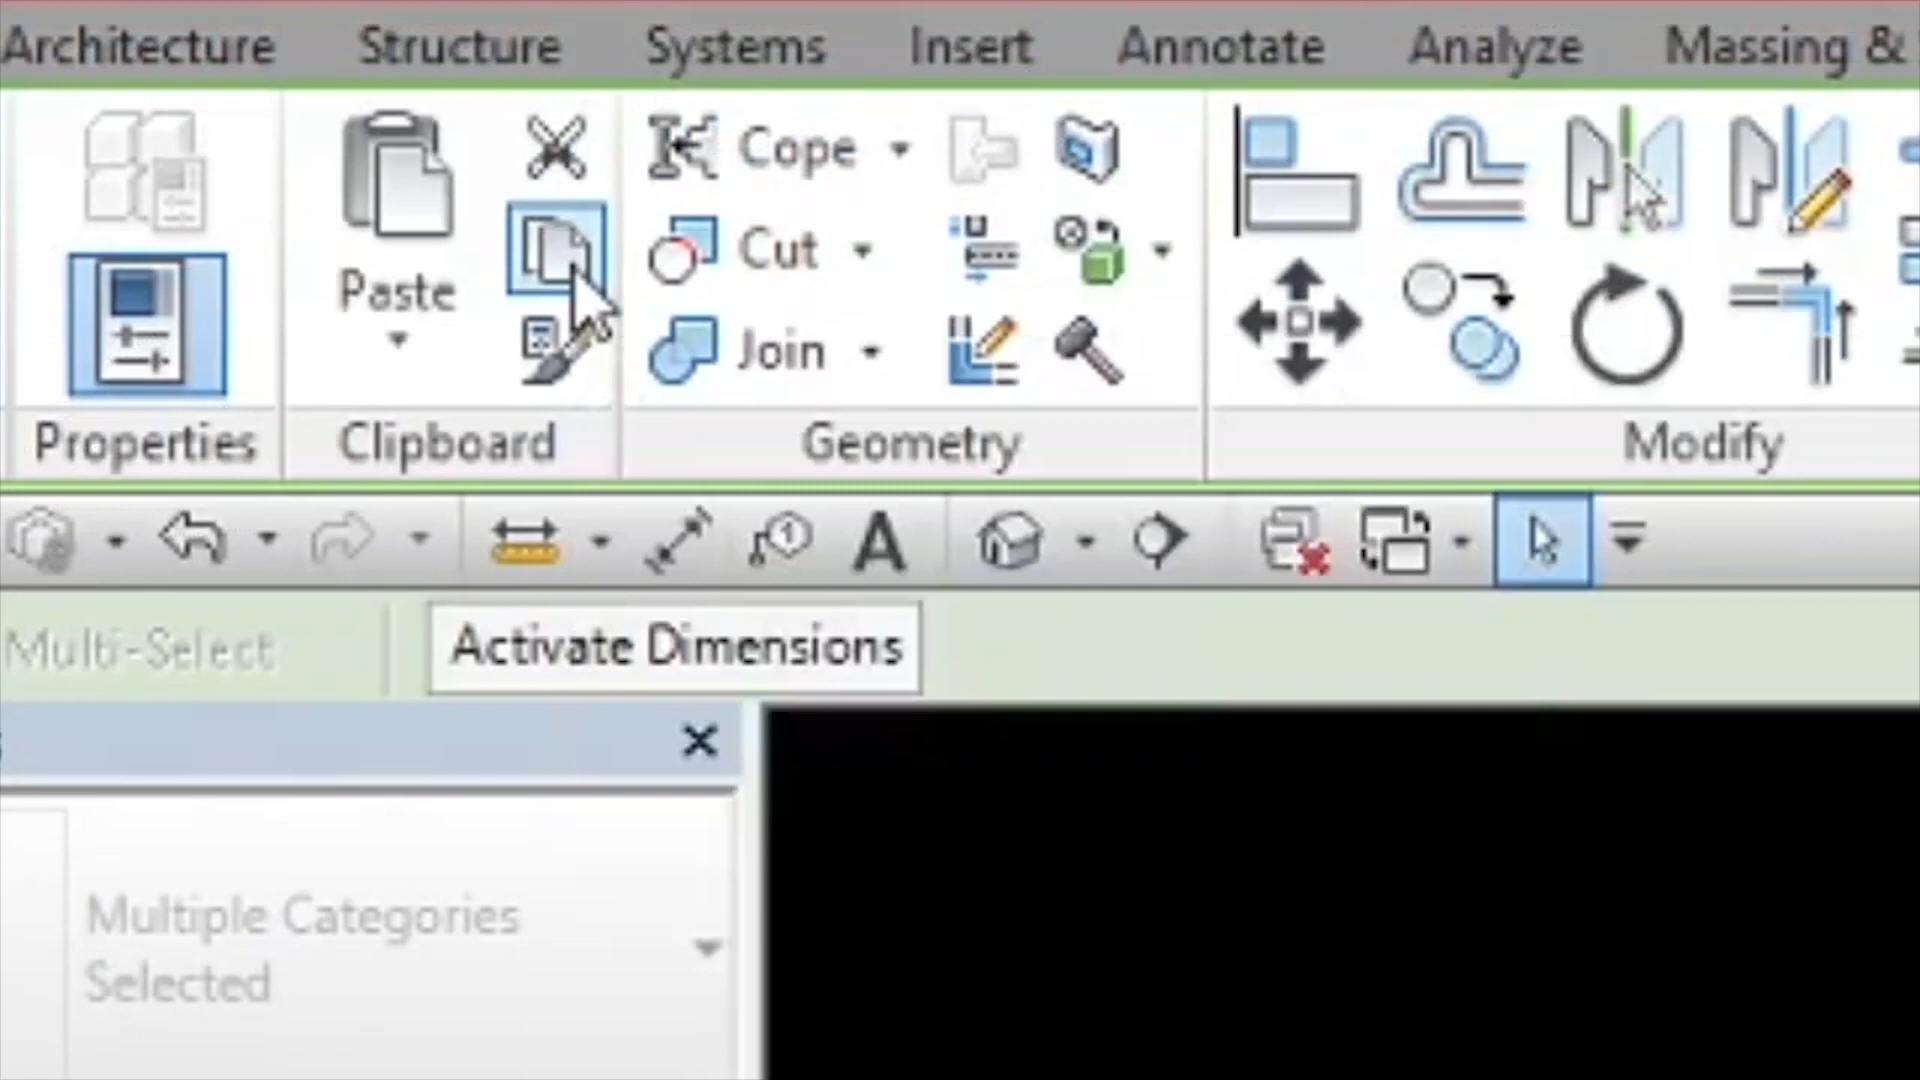 Architecture Structure Systems Insert Annotate Analyze Massing &
Cope
Cut
Paste
Join
Properties Clipboard Geometry Modify
1 A
Multi-Select Activate Dimensions
Multiple Categories
Selected